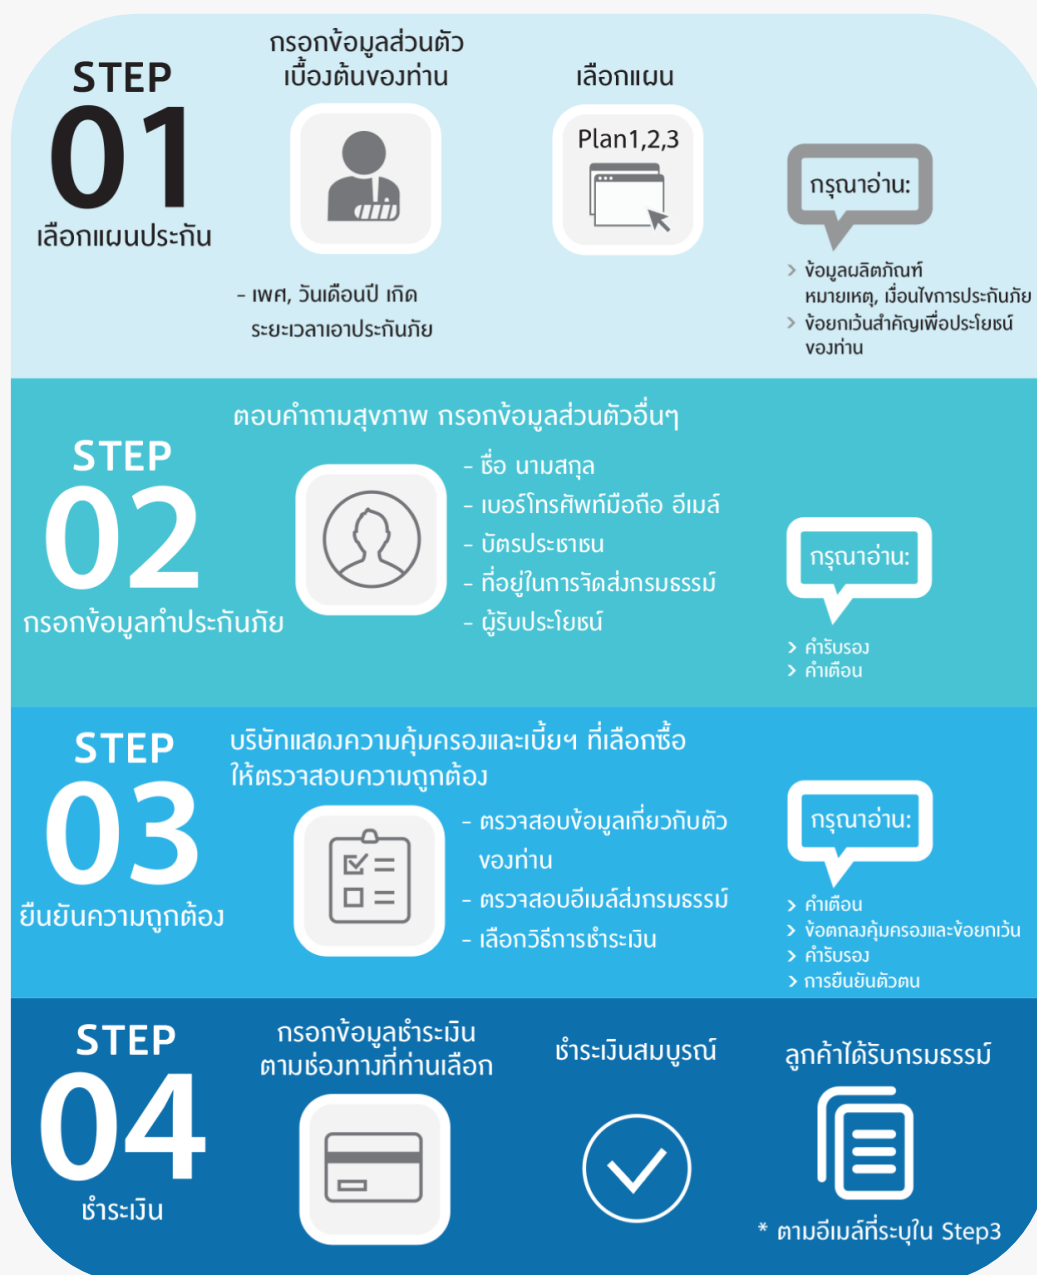 STEP
01
เลือกแผนประกัน
กรอกข้อมูลส่วนตัว
เบื้องต้นของท่าน
- เพศ, วันเดือนปี เกิด
ระยะเวลาเอาประกันภัย
เลือกแผน
Plan1,2,3
กรุณาอ่าน:
> ข้อมูลผลิตภัณฑ์
หมายเหตุ, เงื่อนไขการประกันภัย
> ข้อยกเว้นสำคัญเพื่อประโยชน์
ของท่าน
STEP
02
กรอกข้อมูลทำประกันภัย
ตอบคำถามสุขภาพ กรอกข้อมูลส่วนตัวอื่นๆ
- ชื่อ นามสกุล
- เบอร์โทรศัพท์มือถือ อีเมล์
- บัตรประชาชน
- ที่อยู่ในการจัดส่งกรมธรรม์
- ผู้รับประโยชน์
กรุณาอ่าน:
> คำรับรอง
> คำเตือน
STEP
03
ยืนยันความถูกต้อง
บริษัทแสดงความคุ้มครองและเบี้ยฯ ที่เลือกซื้อ
ให้ตรวจสอบความถูกต้อง
- ตรวจสอบข้อมูลเกี่ยวกับตัว
ของท่าน
- ตรวจสอบอีเมล์ส่งกรมธรรม์
- เลือกวิธีการชำระเงิน
กรุณาอ่าน:
> คำเตือน
> ข้อตกลงคุ้มครองและข้อยกเว้น
> คำรับรอง
> การยืนยันตัวตน
STEP
04
ชำระเงิน
กรอกข้อมูลชำระเงิน
ตามช่องทางที่ท่านเลือก
ชำระเงินสมบูรณ์
ลูกค้าได้รับกรมธรรม์
* ตามอีเมล์ที่ระบุใน Step3